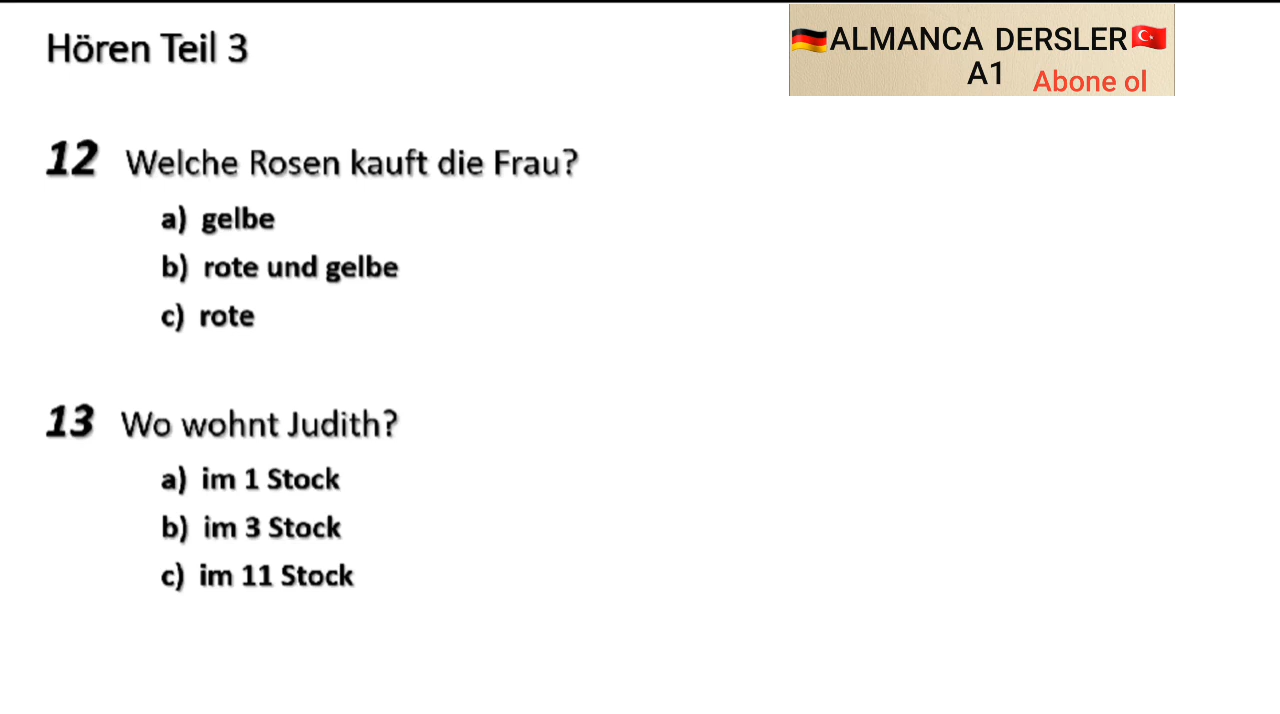 Hören Teil 3
🇩🇪ALMANCA DERSLER🇹🇷
A1 Abone ol
12 Welche Rosen kauft die Frau?
a) gelbe
b) rote und gelbe
c) rote
13 Wo wohnt Judith?
a) im 1 Stock
b) im 3 Stock
c) im 11 Stock